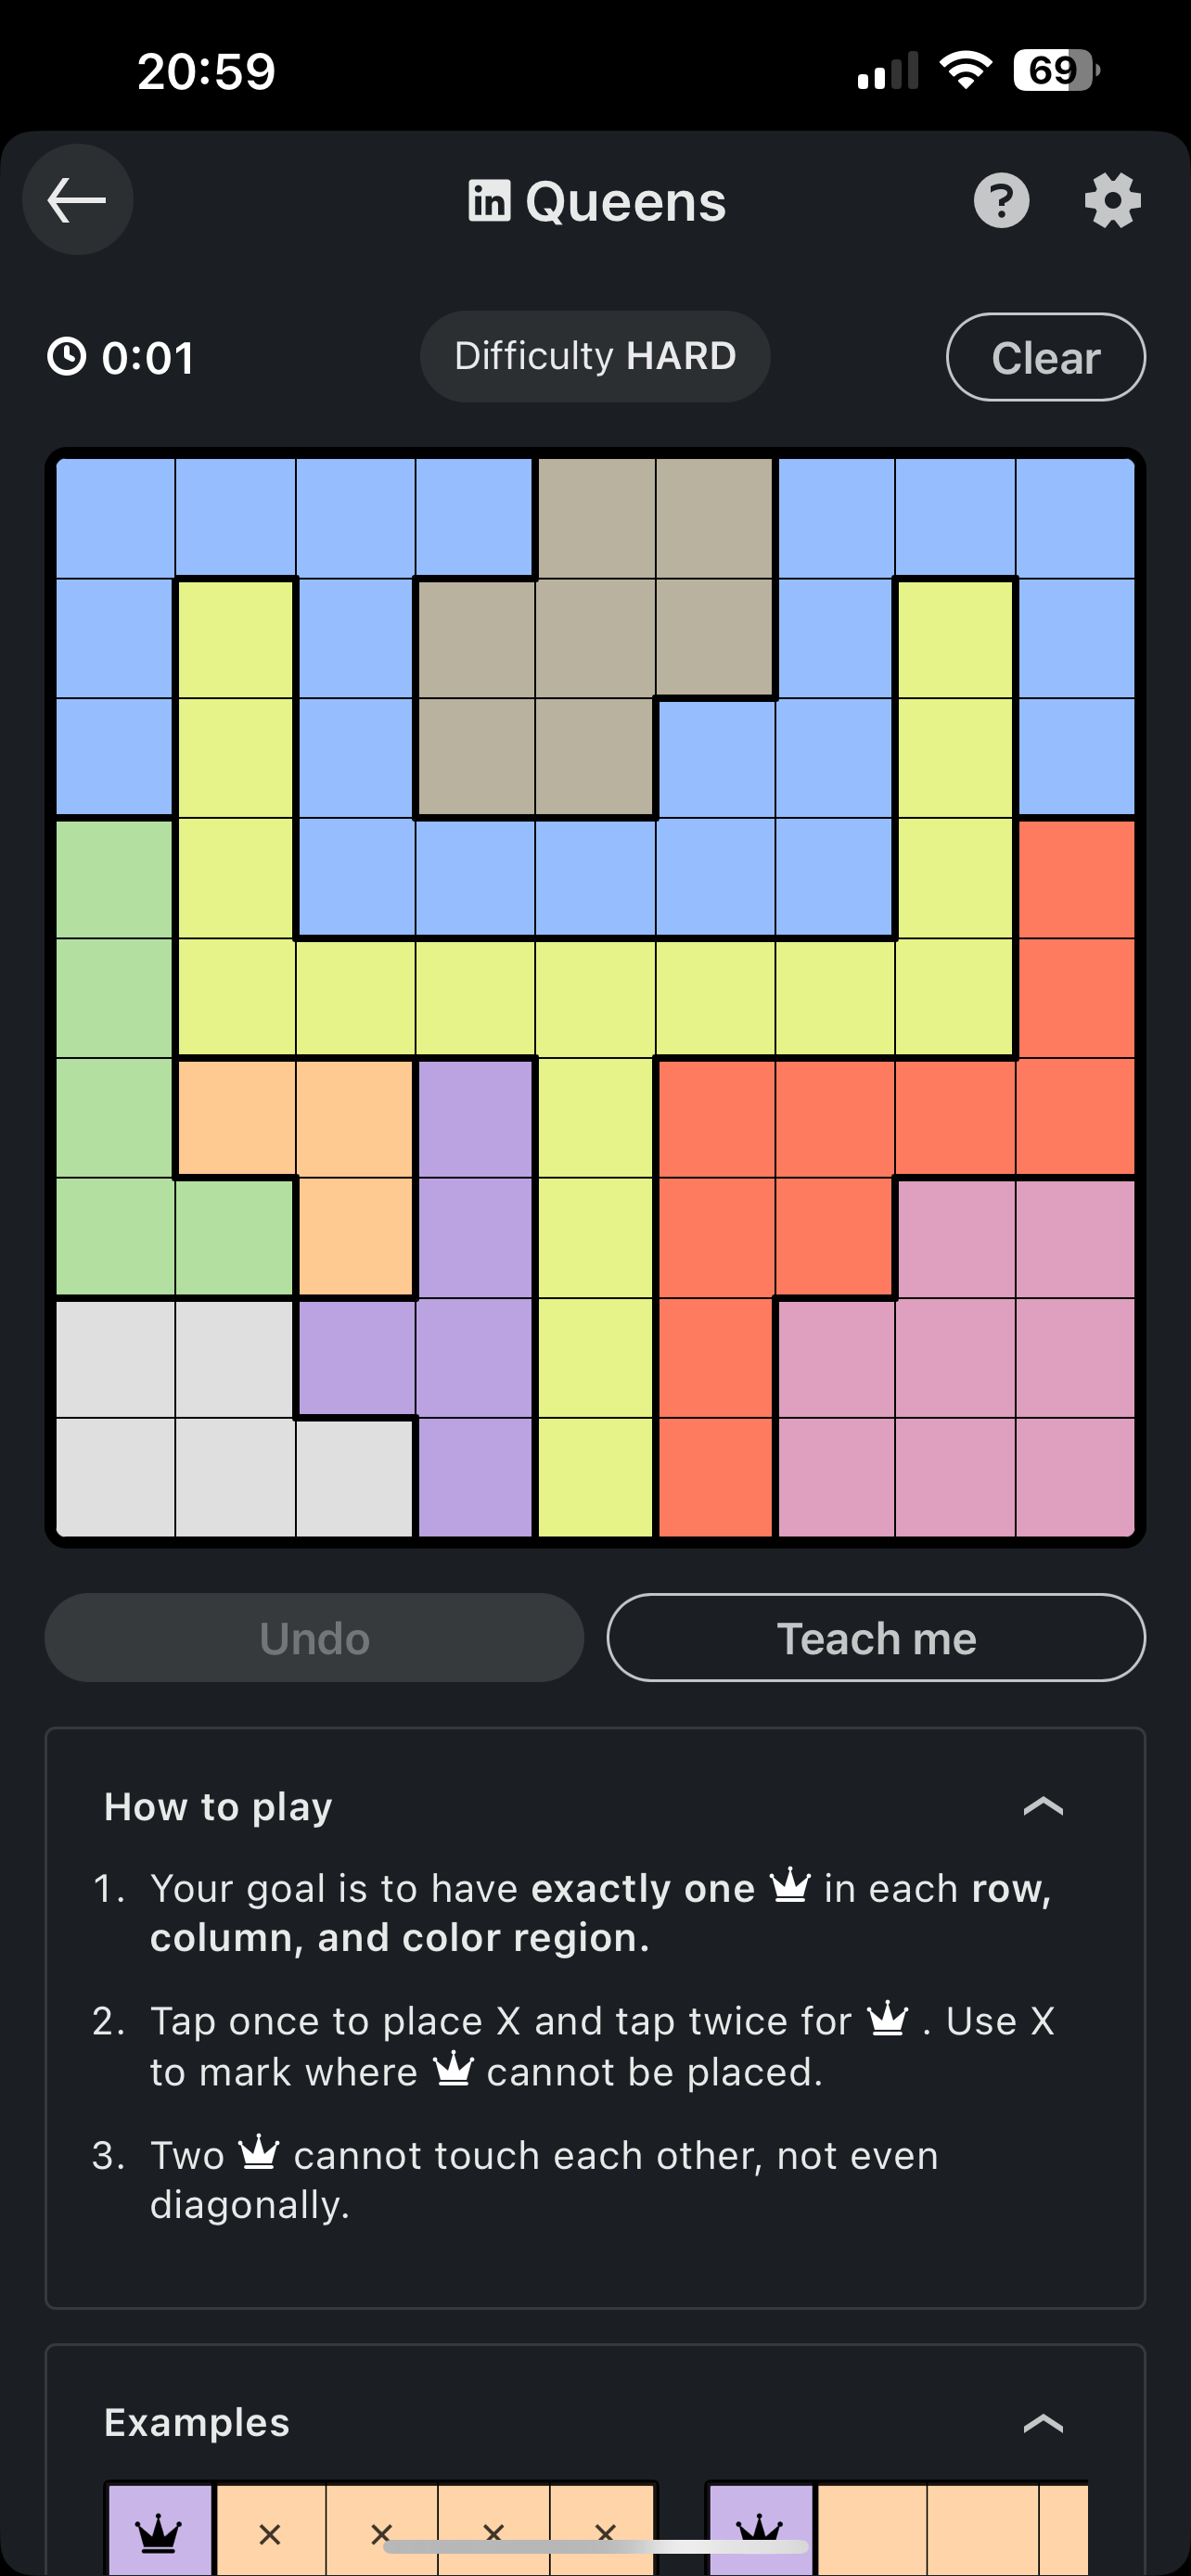 20:59
69
in Queens
?
0:01
Difficulty HARD
Clear
Undo
Teach me
How to play
1. Your goal is to have exactly one in each row,
column, and color region.
2. Tap once to place X and tap twice for . Use X
to mark where cannot be placed.
3. Two cannot touch each other, not even
diagonally.
Examples